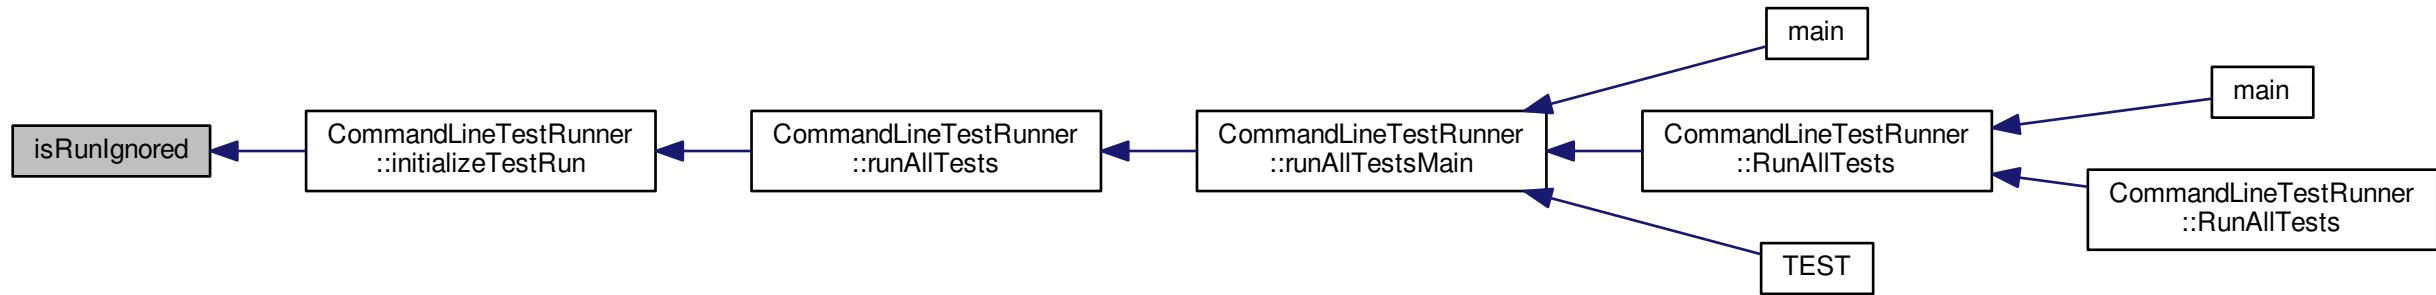 isRunIgnored
CommandLineTestRunner
::initializeTestRun
CommandLineTestRunner
::runAllTests
CommandLineTestRunner
::runAllTestsMain
main
CommandLineTestRunner
::RunAllTests
TEST
main
CommandLineTestRunner
::RunAllTests